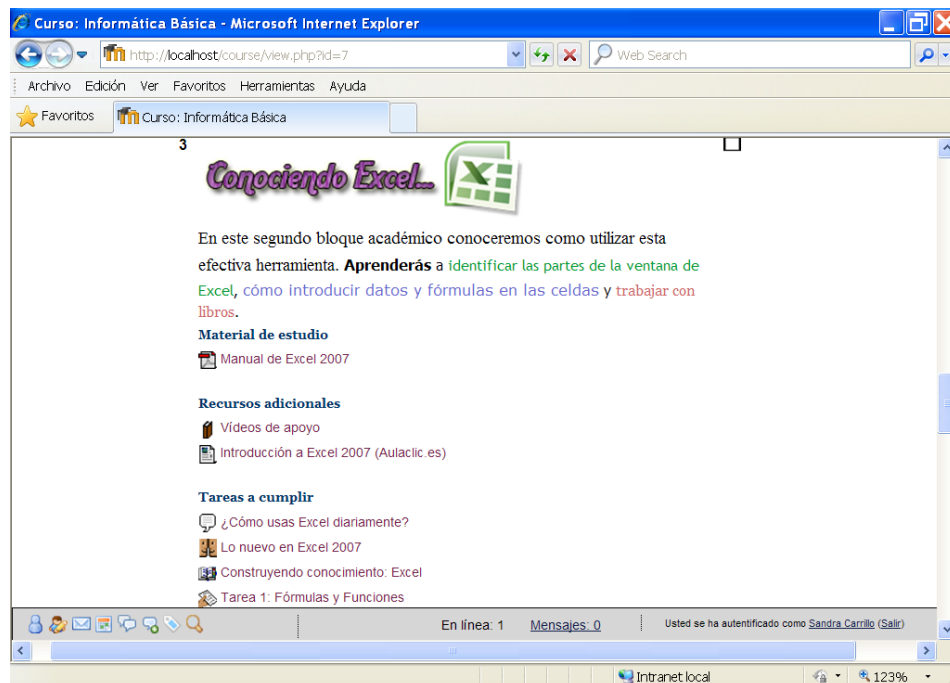 Curso: Informática Básica - Microsoft Internet Explorer
http://localhost/course/view.php?id=7
Web Search
Archivo Edición Ver Favoritos Herramientas Ayuda
Favoritos
Curso: Informática Básica
3
Conociendo Excel...
En este segundo bloque académico conoceremos como utilizar esta
efectiva herramienta. Aprenderás a identificar las partes de la ventana de
Excel, cómo introducir datos y fórmulas en las celdas y trabajar con
libros.
Material de estudio
Manual de Excel 2007
Recursos adicionales
Vídeos de apoyo
Introducción a Excel 2007 (Aulaclic.es)
Tareas a cumplir
¿Cómo usas Excel diariamente?
Lo nuevo en Excel 2007
Construyendo conocimiento: Excel
Tarea 1: Fórmulas y Funciones
En línea: 1 Mensajes: 0 Usted se ha autentificado como Sandra Carrillo (Salir)
Intranet local 123%